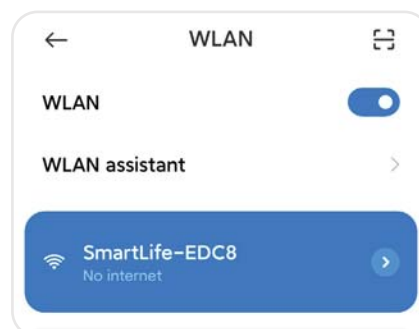 WLAN
WLAN
WLAN assistant
SmartLife-EDC8
No internet